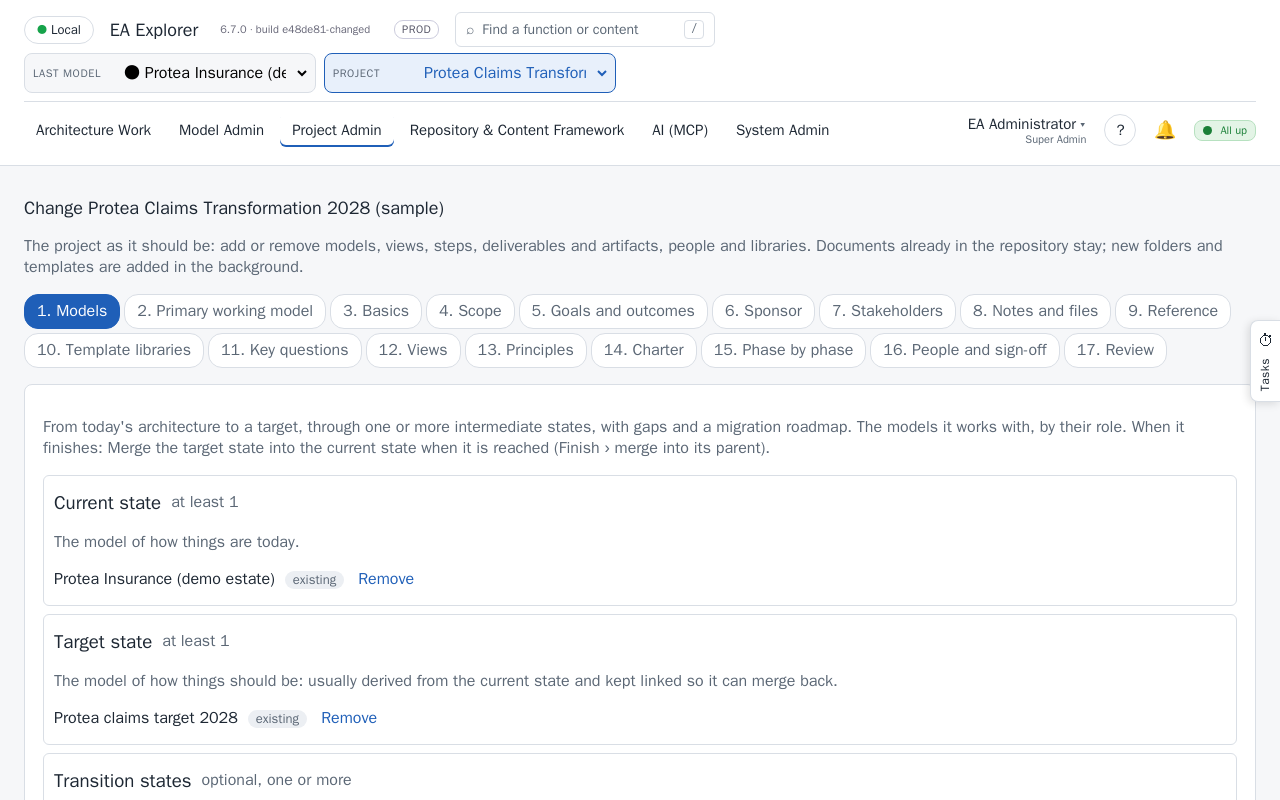 Local
EA Explorer
6.7.0 · build e48de81-changed
PROD
Find a function or content
/
LAST MODEL
Protea Insurance (de
PROJECT
Protea Claims Transfor
Architecture Work
Model Admin
Project Admin
Repository & Content Framework
AI (MCP)
System Admin
EA Administrator
Super Admin
?
All up
Change Protea Claims Transformation 2028 (sample)
The project as it should be: add or remove models, views, steps, deliverables and artifacts, people and libraries. Documents already in the repository stay; new folders and
templates are added in the background.
1. Models
2. Primary working model
3. Basics
4. Scope
5. Goals and outcomes
6. Sponsor
7. Stakeholders
8. Notes and files
9. Reference
10. Template libraries
11. Key questions
12. Views
13. Principles
14. Charter
15. Phase by phase
16. People and sign-off
17. Review
Tasks
From today's architecture to a target, through one or more intermediate states, with gaps and a migration roadmap. The models it works with, by their role. When it
finishes: Merge the target state into the current state when it is reached (Finish › merge into its parent).
Current state at least 1
The model of how things are today.
Protea Insurance (demo estate) existing Remove
Target state at least 1
The model of how things should be: usually derived from the current state and kept linked so it can merge back.
Protea claims target 2028 existing Remove
Transition states optional, one or more